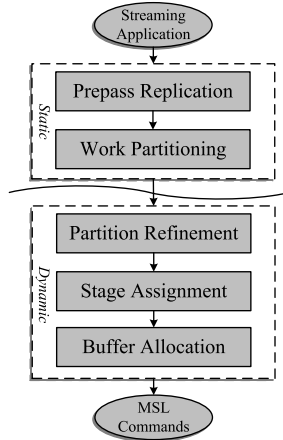 Streaming
Application
Static
Prepass Replication
Work Partitioning
Dynamic
Partition Refinement
Stage Assignment
Buffer Allocation
MSL
Commands